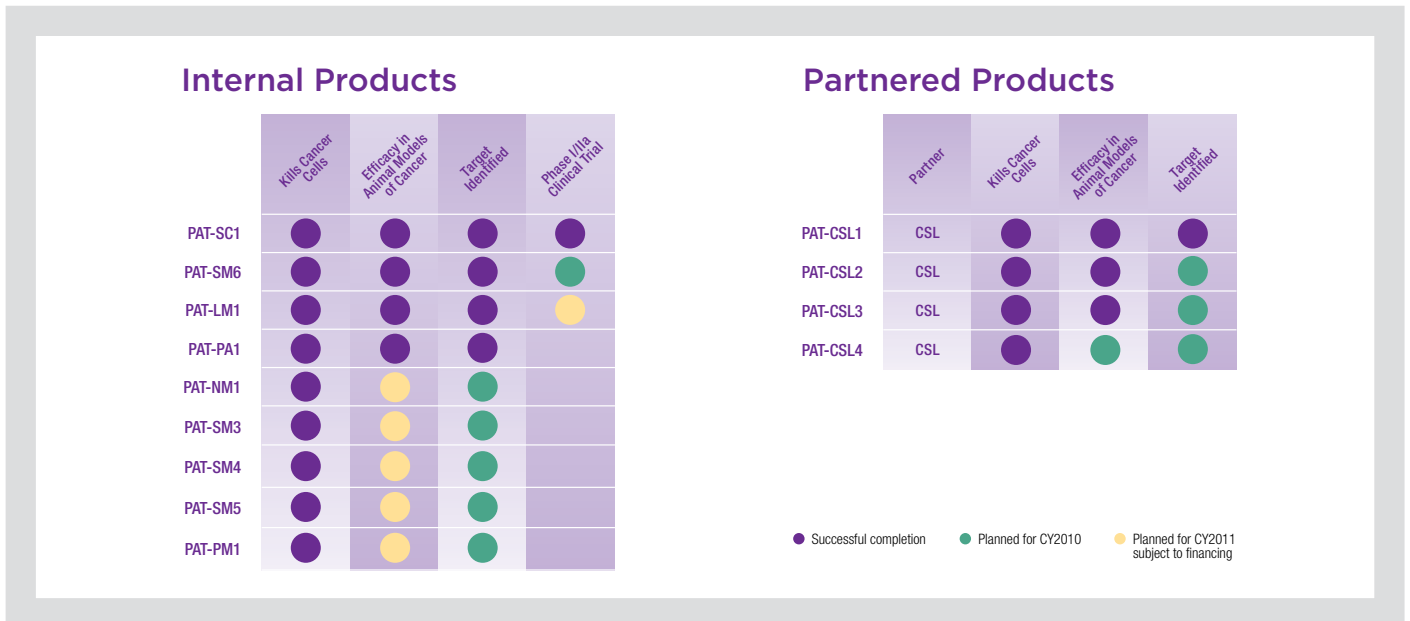 Internal Products
Kills Cancer
Cells
Efficacy in
Animal Models
of Cancer
Target
Identified
Phase I/IIa
Clinical Trial
PAT-SC1
PAT-SM6
PAT-LM1
PAT-PA1
PAT-NM1
PAT-SM3
PAT-SM4
PAT-SM5
PAT-PM1
Partnered Products
Partner
Kills Cancer
Cells
Efficacy in
Animal Models
of Cancer
Target
Identified
PAT-CSL1 CSL
PAT-CSL2 CSL
PAT-CSL3 CSL
PAT-CSL4 CSL
Successful completion
Planned for CY2010
Planned for CY2011
subject to financing